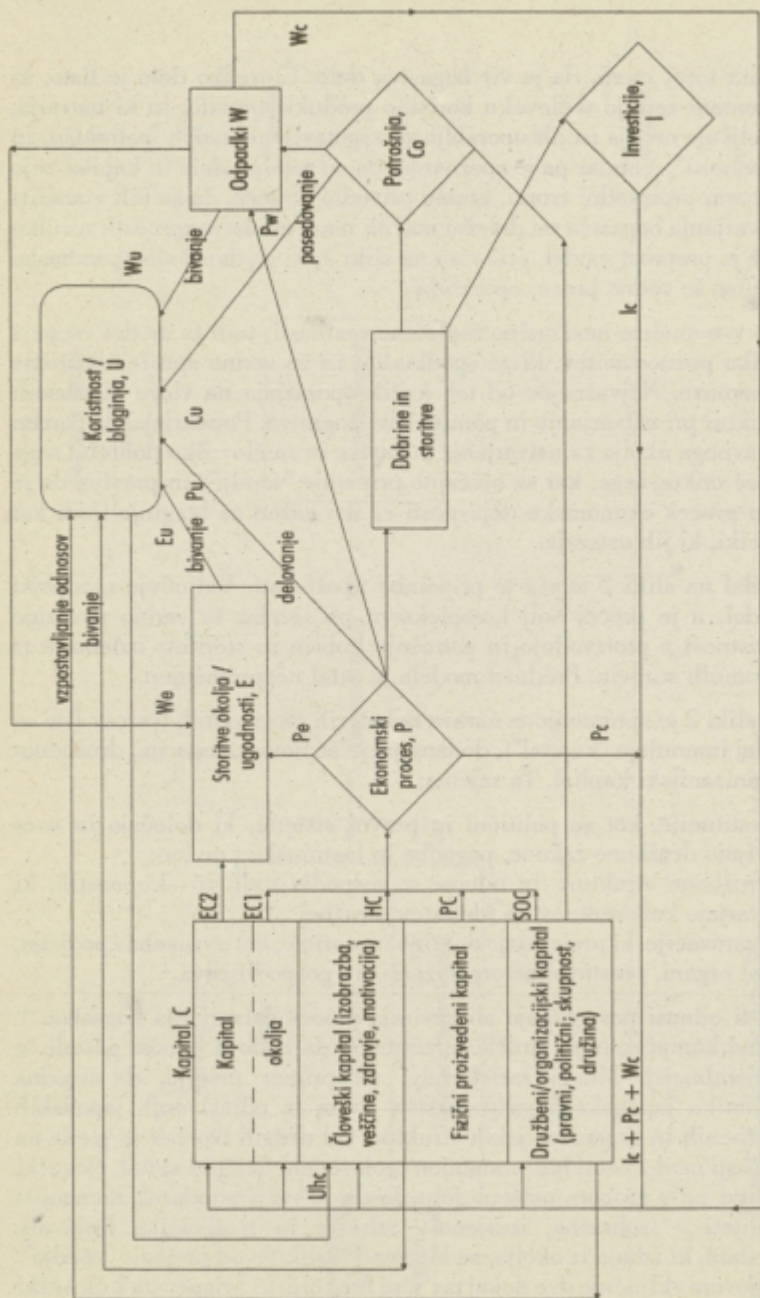 Kapital, C
Kapital
okolja
Človeški kapital (izobrazba,
veščine, zdravje, motivacija)
Fizični proizvedeni kapital
Družbeni/organizacijski kapital
(pravni, politični; skupnost,
družina)
EC2
EC1
HC
PC
SOC
Uhc
Ic + Pc + Wc
Storitve okolja /
ugodnosti, E
We
Pe
Ekonomski
proces, P
Pc
vzpostavljanje odnosov
bivanje
Koristnost /
blaginja, U
Eu
bivanje
Pu
delovanje
Cu
Wu
bivanje
Pw
posedovanje
Dobrine in
storitve
Odpadki W
Wc
Potrošnja,
Co
Investicije,
I
Ic